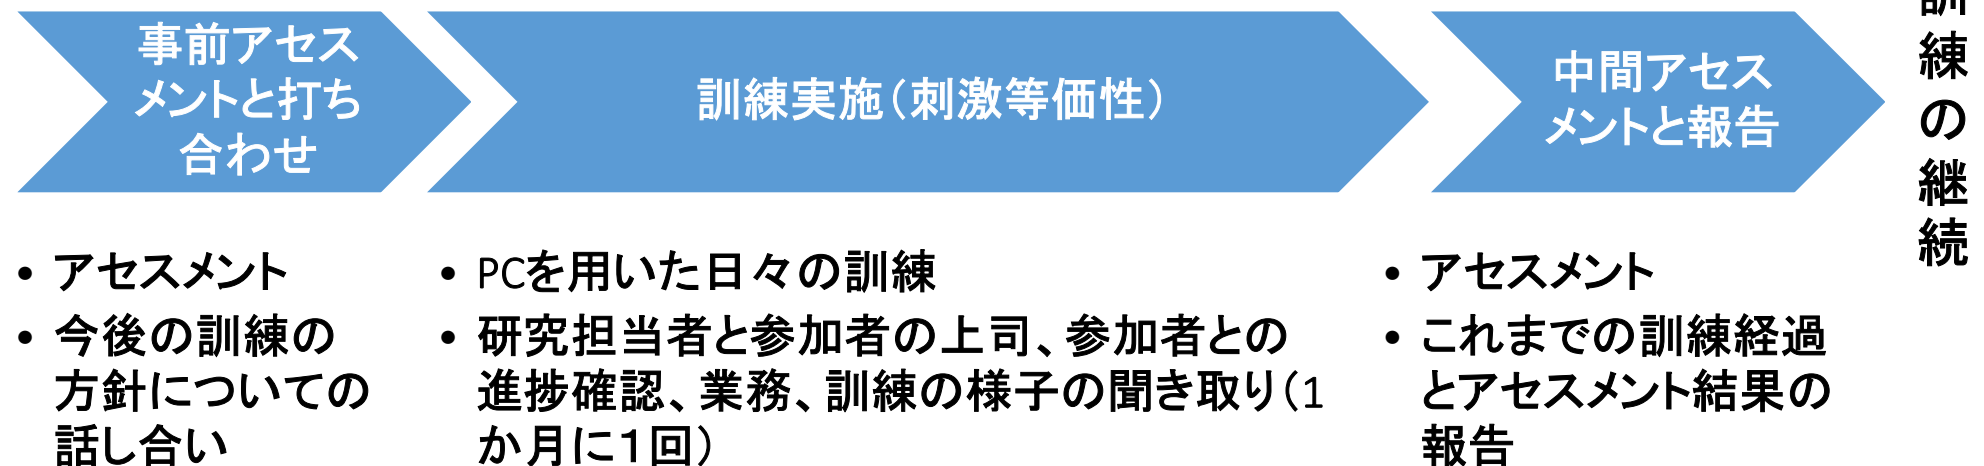 事前アセス
メントと打ち
合わせ
訓練実施（刺激等価性）
中間アセス
メントと報告
訓練の継続
• アセスメント
• 今後の訓練の
方針についての
話し合い
• PCを用いた日々の訓練
• 研究担当者と参加者の上司、参加者との
進捗確認、業務、訓練の様子の聞き取り（1
か月に１回）
• アセスメント
• これまでの訓練経過
とアセスメント結果の
報告